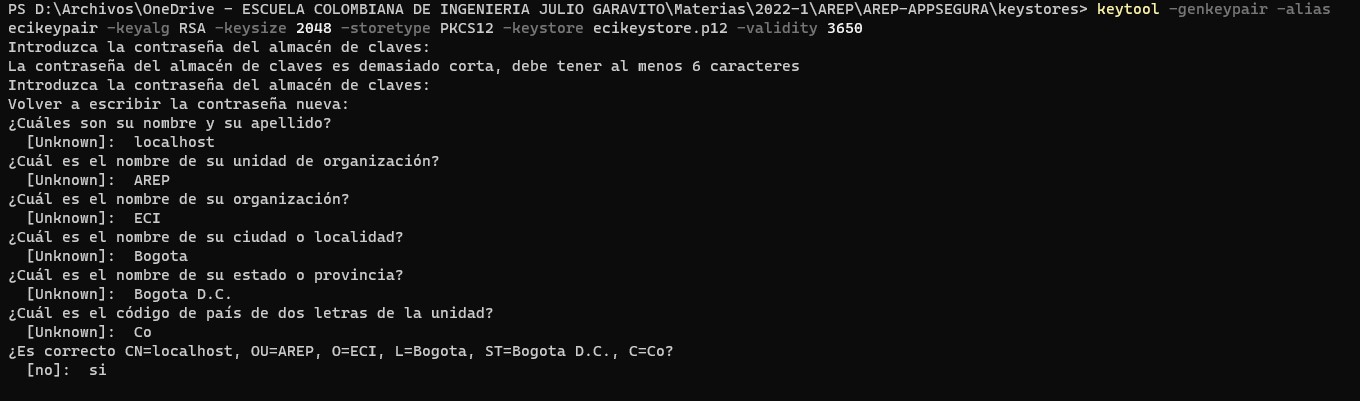 PS D:\Archivos\OneDrive - ESCUELA COLOMBIANA DE INGENIERIA JULIO GARAVITO\Materias\2022-1\AREP\AREP-APPSEGURA\keystores> keytool -genkeypair -alias
ecikeypair -keyalg RSA -keysize 2048 -storetype PKCS12 -keystore ecikeystore.p12 -validity 3650
Introduzca la contraseña del almacén de claves:
La contraseña del almacén de claves es demasiado corta, debe tener al menos 6 caracteres
Introduzca la contraseña del almacén de claves:
Volver a escribir la contraseña nueva:
¿Cuáles son su nombre y su apellido?
  [Unknown]:  localhost
¿Cuál es el nombre de su unidad de organización?
  [Unknown]:  AREP
¿Cuál es el nombre de su organización?
  [Unknown]:  ECI
¿Cuál es el nombre de su ciudad o localidad?
  [Unknown]:  Bogota
¿Cuál es el nombre de su estado o provincia?
  [Unknown]:  Bogota D.C.
¿Cuál es el código de país de dos letras de la unidad?
  [Unknown]:  Co
¿Es correcto CN=localhost, OU=AREP, O=ECI, L=Bogota, ST=Bogota D.C., C=Co?
  [no]:  si